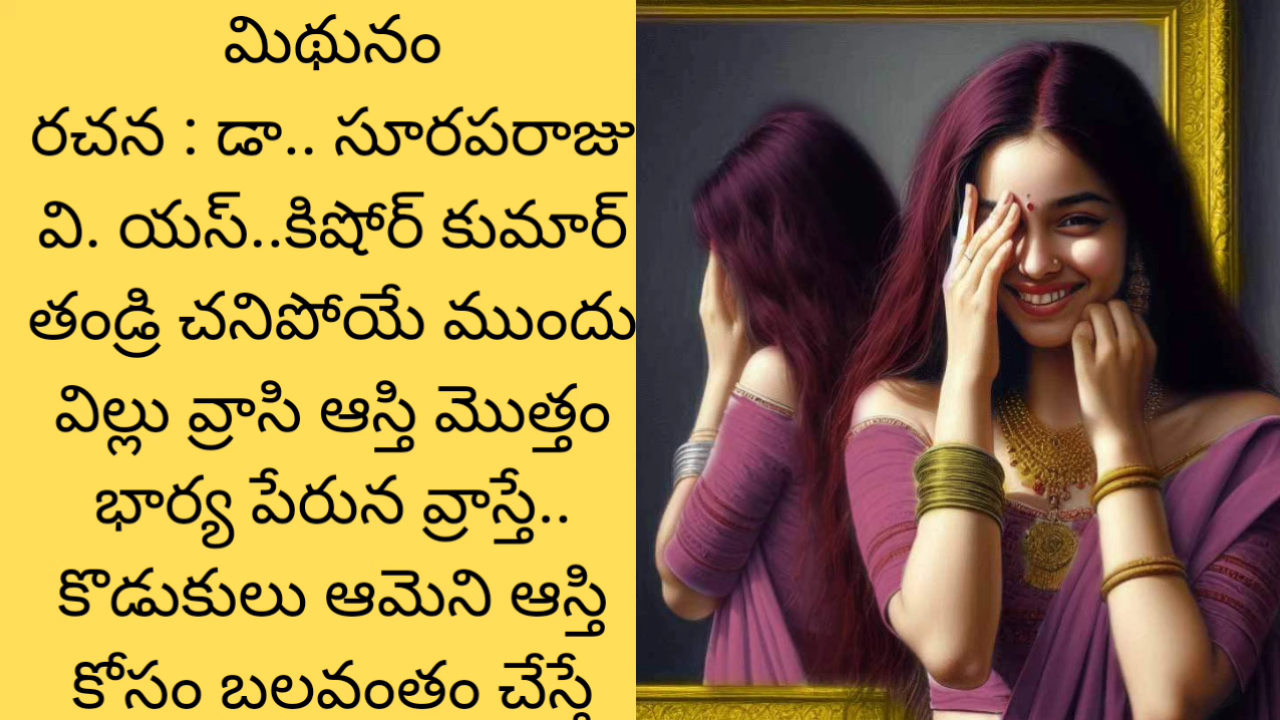 మిథునం
రచన : డా.. సూరపరాజు
వి. యస్..కిషోర్ కుమార్
తండ్రి చనిపోయే ముందు
విల్లు వ్రాసి ఆస్తి మొత్తం
భార్య పేరున వ్రాస్తే..
కొడుకులు ఆమెని ఆస్తి
కోసం బలవంతం చేస్తే